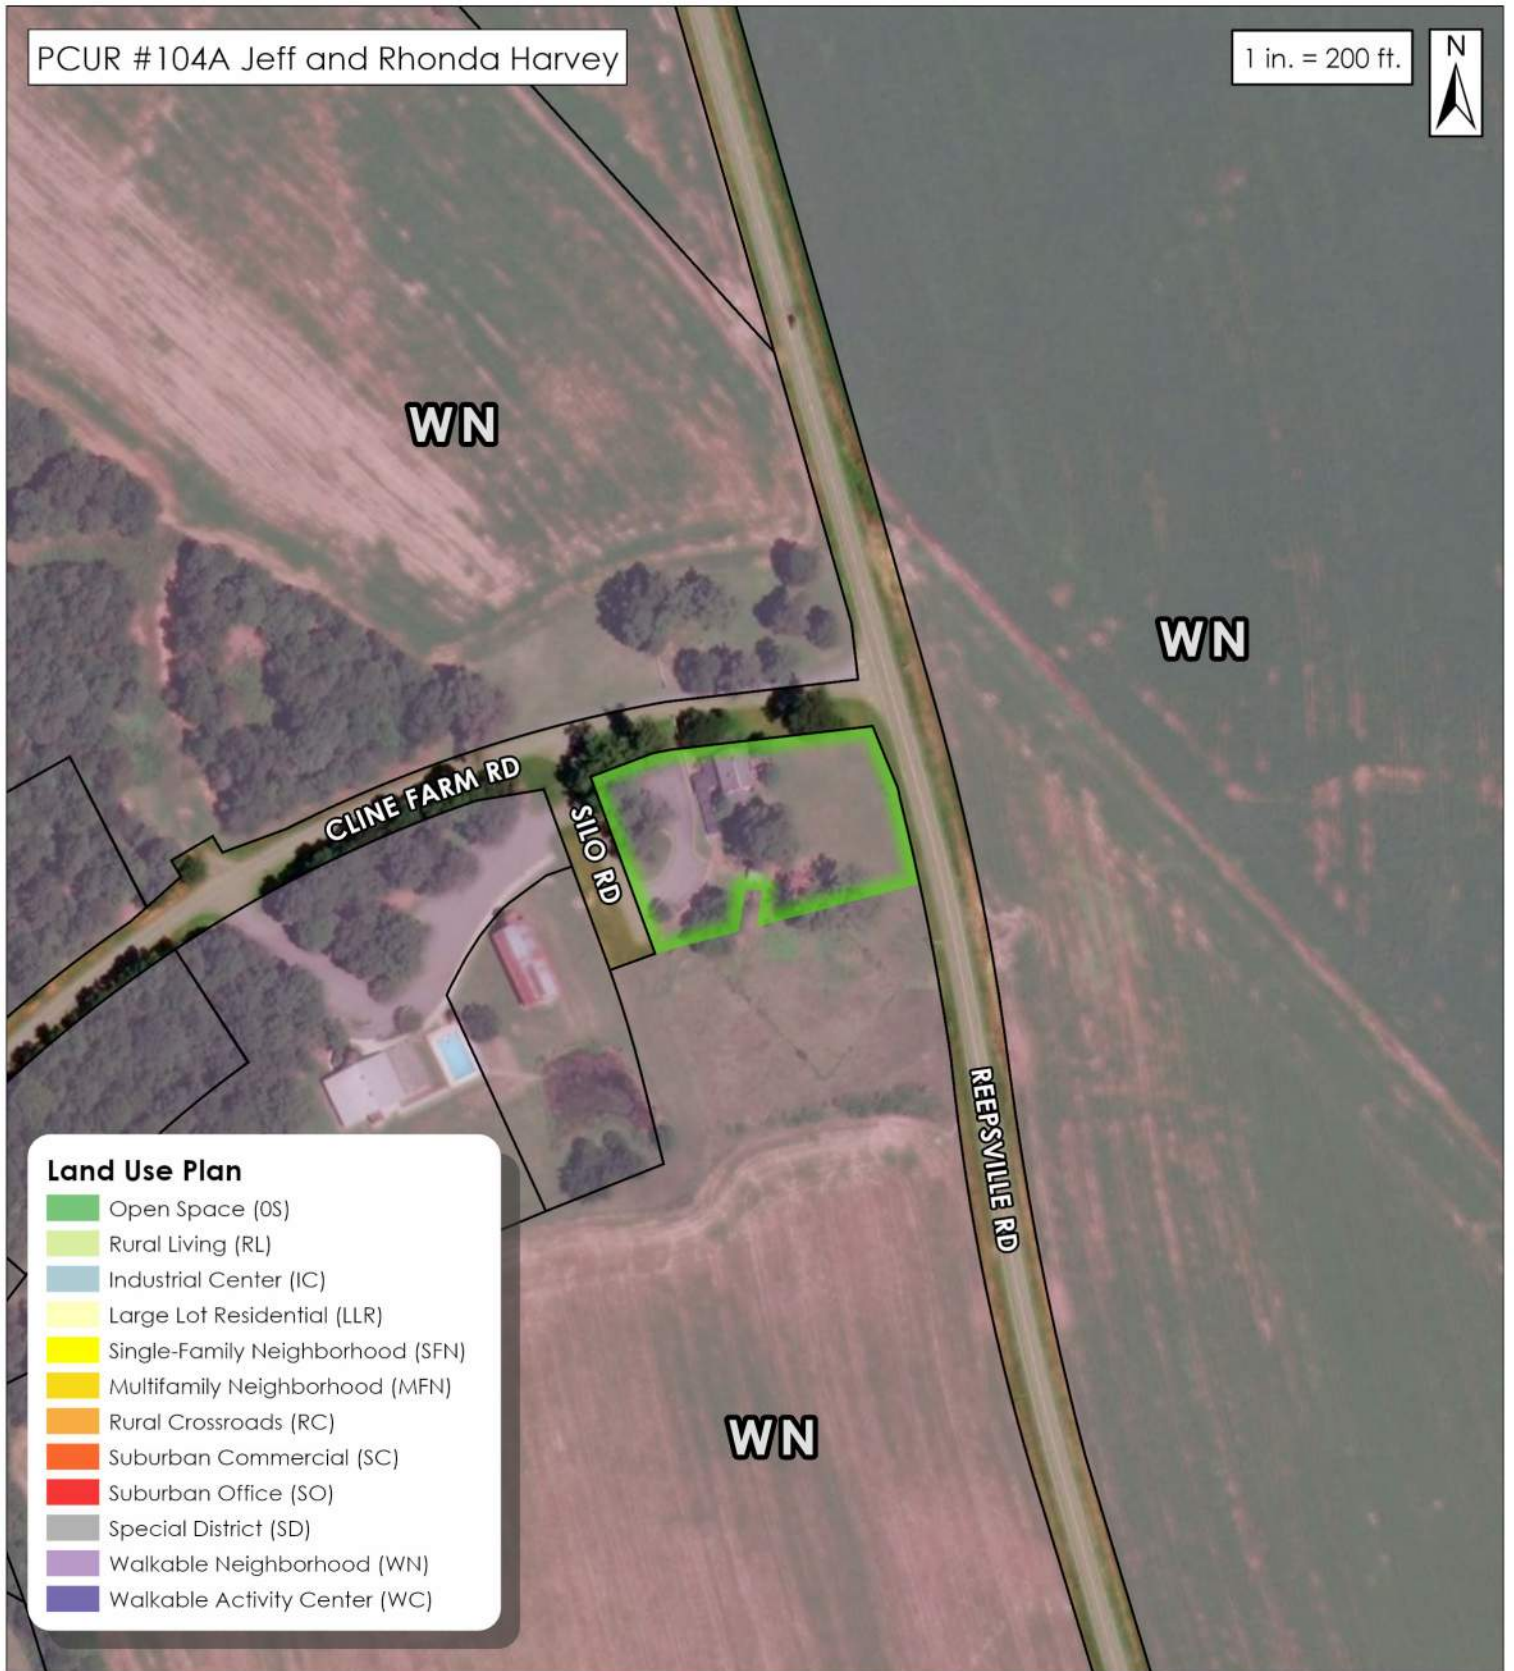 PCUR #104A Jeff and Rhonda Harvey
1 in. = 200 ft.
N
WN
WN
CLINE FARM RD
SILO RD
REEPSVILLE RD
WN
Land Use Plan
Open Space (0S)
Rural Living (RL)
Industrial Center (IC)
Large Lot Residential (LLR)
Single-Family Neighborhood (SFN)
Multifamily Neighborhood (MFN)
Rural Crossroads (RC)
Suburban Commercial (SC)
Suburban Office (SO)
Special District (SD)
Walkable Neighborhood (WN)
Walkable Activity Center (WC)